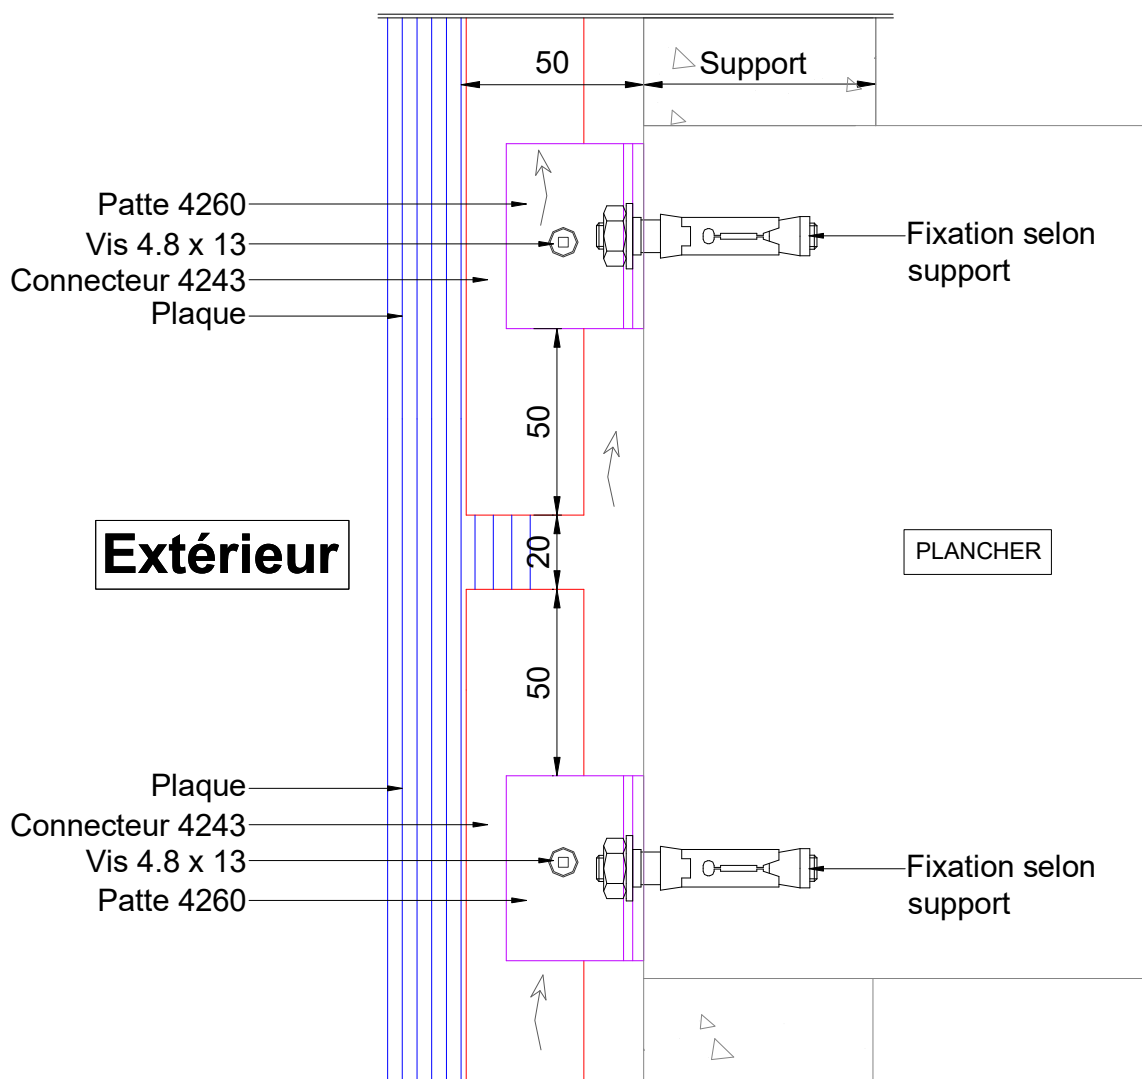 50
Support
Patte 4260
Vis 4.8 x 13
Connecteur 4243
Plaque
Fixation selon
support
50
Extérieur
20
PLANCHER
50
Plaque
Connecteur 4243
Vis 4.8 x 13
Patte 4260
Fixation selon
support